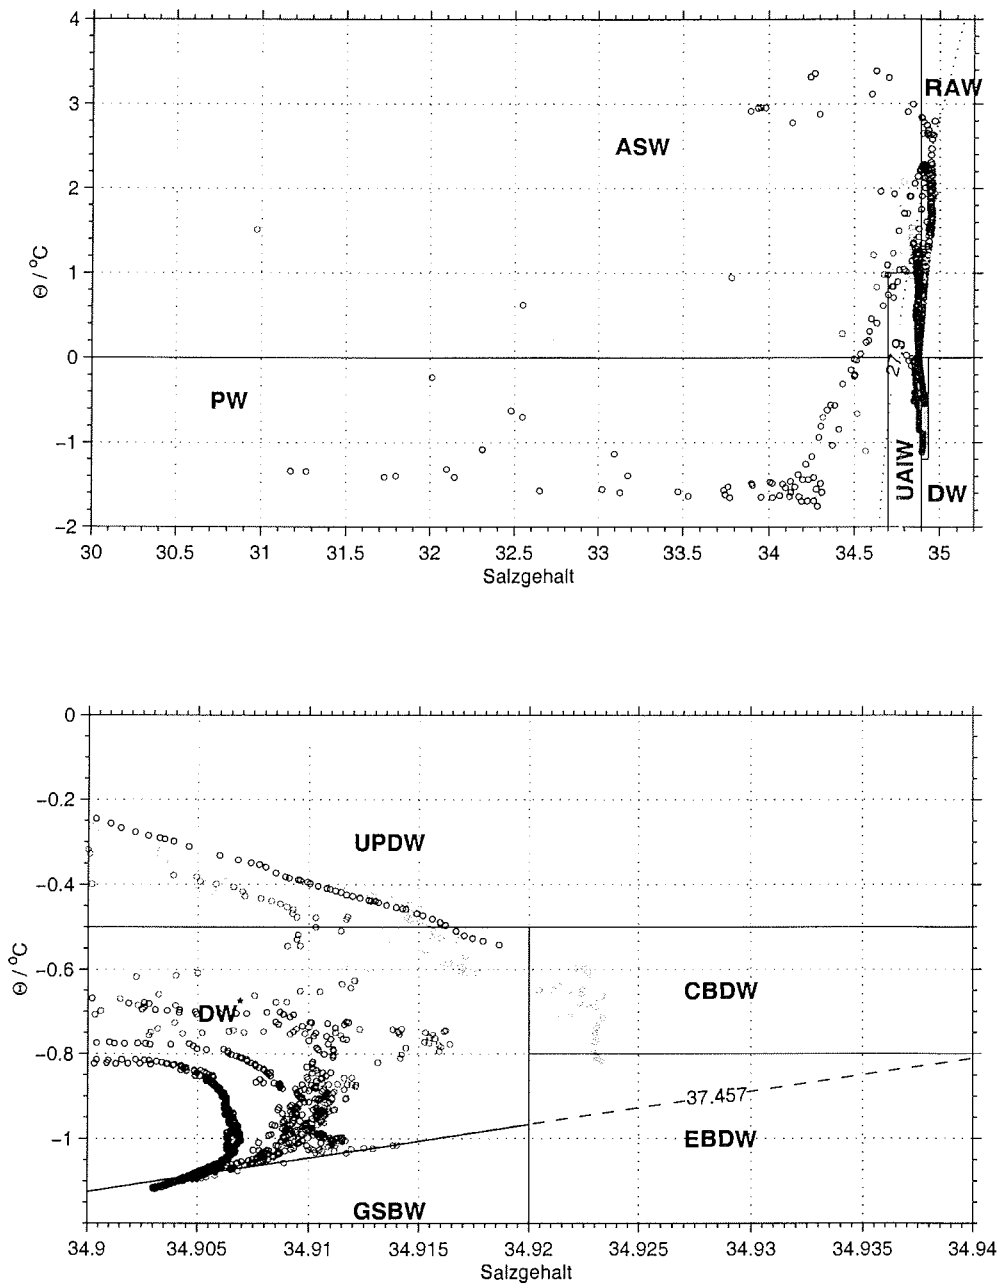 4
3
2
1
0
−1
−2
Θ / °C
RAW
ASW
PW
27.9
UAIW
DW
30 30.5 31 31.5 32 32.5 33 33.5 34 34.5 35
Salzgehalt
0
−0.2
−0.4
−0.6
−0.8
−1
Θ / °C
UPDW
CBDW
DW*
37.457
EBDW
GSBW
34.9 34.905 34.91 34.915 34.92 34.925 34.93 34.935 34.94
Salzgehalt